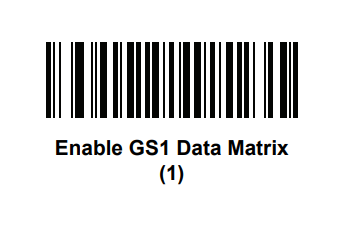 Enable GS1 Data Matrix
(1)